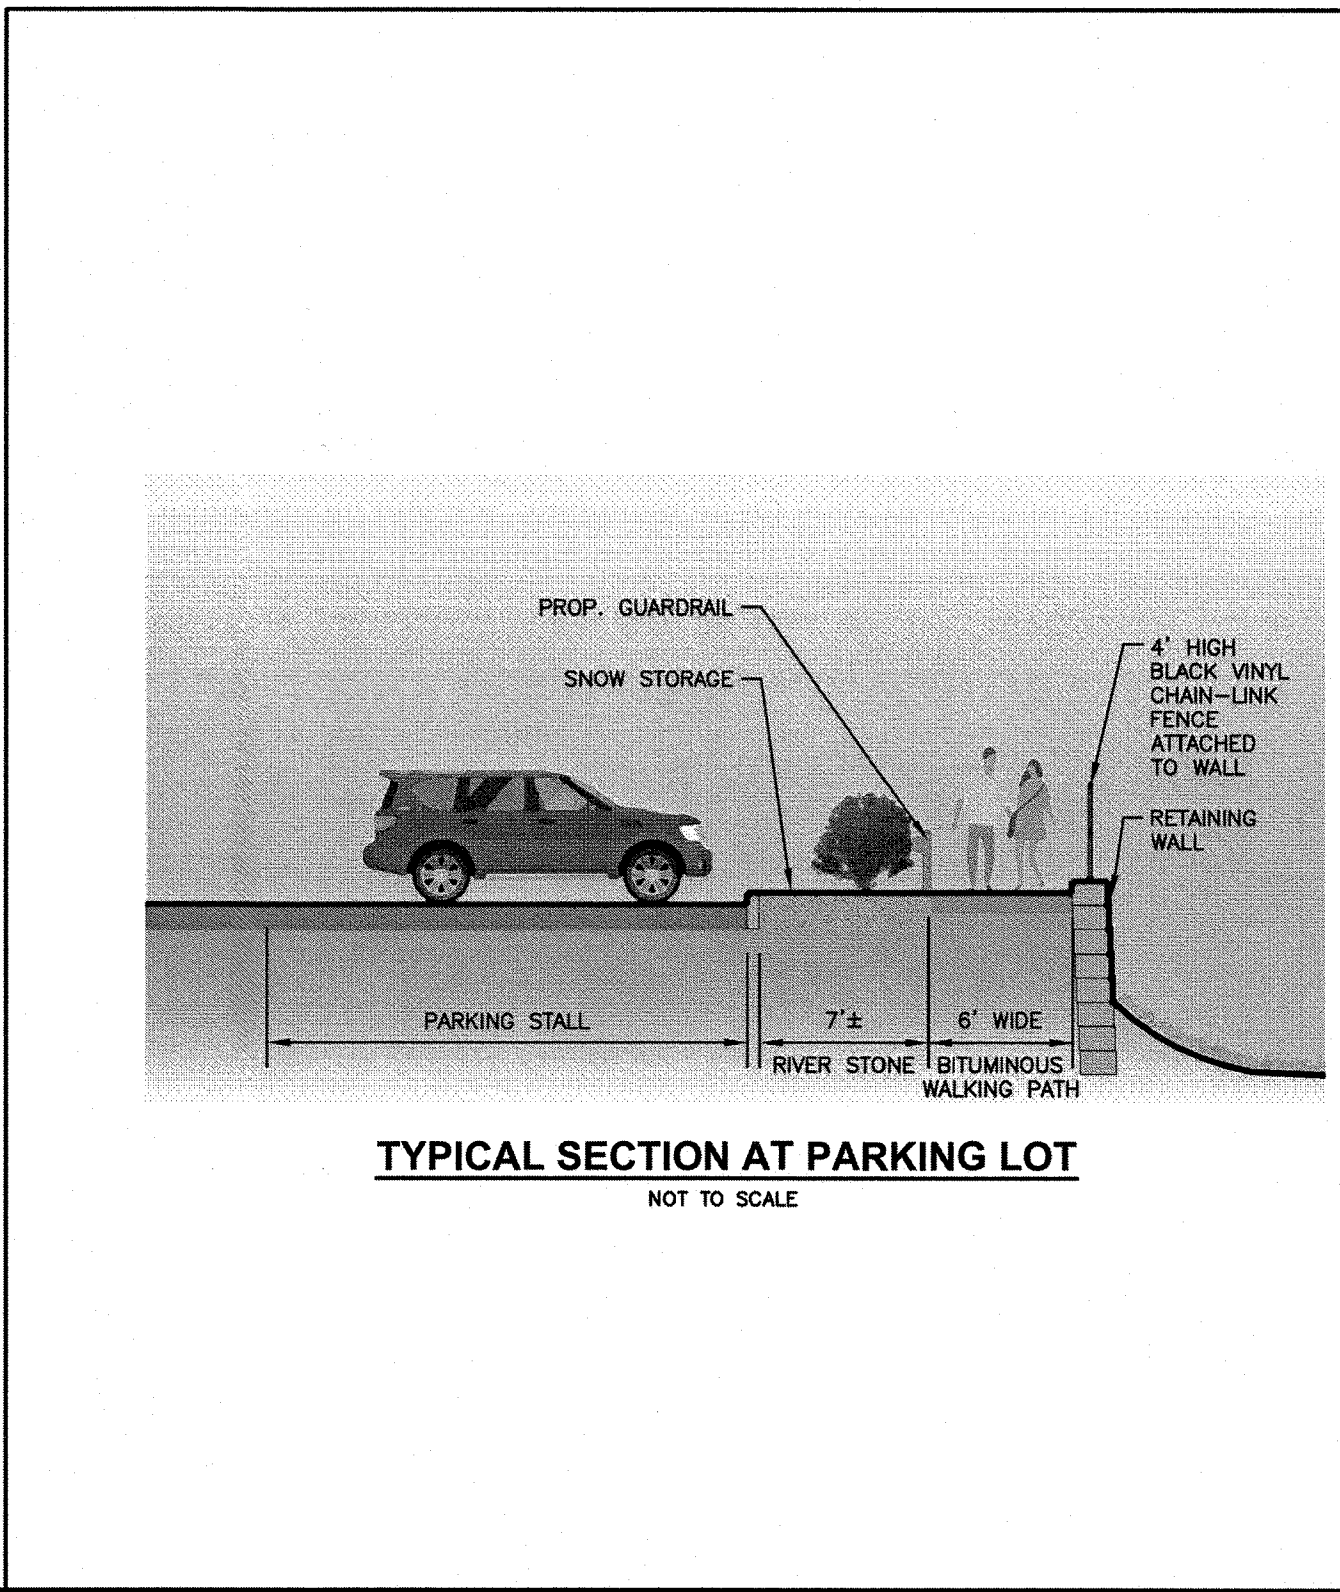 PROP. GUARDRAIL
SNOW STORAGE
4' HIGH
BLACK VINYL
CHAIN-LINK
FENCE
ATTACHED
TO WALL
RETAINING
WALL
PARKING STALL
7'±
RIVER STONE
6' WIDE
BITUMINOUS
WALKING PATH
TYPICAL SECTION AT PARKING LOT
NOT TO SCALE